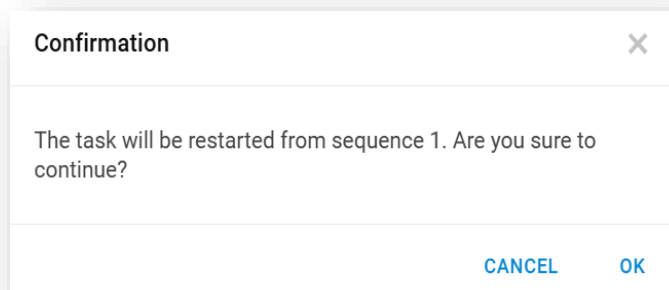 Confirmation
The task will be restarted from sequence 1. Are you sure to
continue?
CANCEL OK